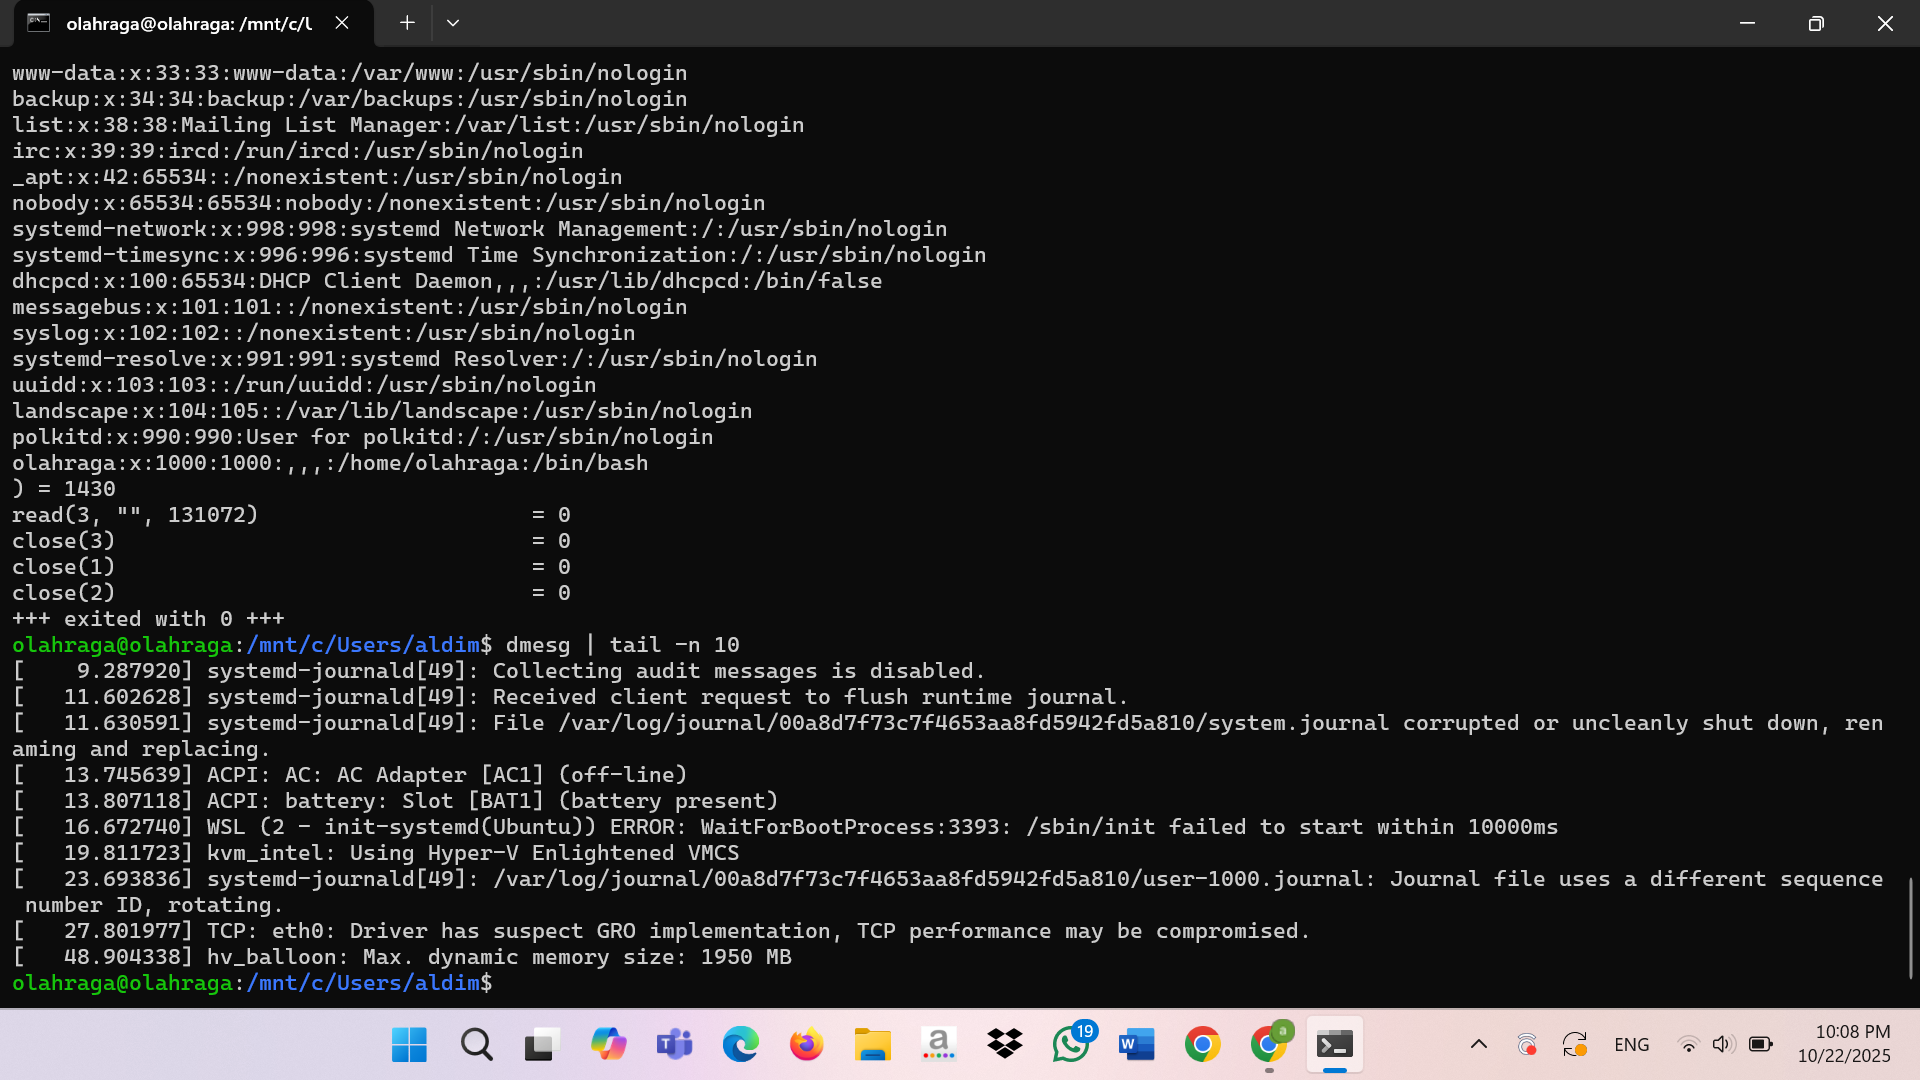 olahraga@olahraga: /mnt/c/U
www-data:x:33:33:www-data:/var/www:/usr/sbin/nologin
backup:x:34:34:backup:/var/backups:/usr/sbin/nologin
list:x:38:38:Mailing List Manager:/var/list:/usr/sbin/nologin
irc:x:39:39:ircd:/run/ircd:/usr/sbin/nologin
_apt:x:42:65534::/nonexistent:/usr/sbin/nologin
nobody:x:65534:65534:nobody:/nonexistent:/usr/sbin/nologin
systemd-network:x:998:998:systemd Network Management:/:/usr/sbin/nologin
systemd-timesync:x:996:996:systemd Time Synchronization:/:/usr/sbin/nologin
dhcpcd:x:100:65534:DHCP Client Daemon,,,:/usr/lib/dhcpcd:/bin/false
messagebus:x:101:101::/nonexistent:/usr/sbin/nologin
syslog:x:102:102::/nonexistent:/usr/sbin/nologin
systemd-resolve:x:991:991:systemd Resolver:/:/usr/sbin/nologin
uuidd:x:103:103::/run/uuidd:/usr/sbin/nologin
landscape:x:104:105::/var/lib/landscape:/usr/sbin/nologin
polkitd:x:990:990:User for polkitd:/:/usr/sbin/nologin
olahraga:x:1000:1000:,,,:/home/olahraga:/bin/bash
) = 1430
read(3, "", 131072)                     = 0
close(3)                                = 0
close(1)                                = 0
close(2)                                = 0
+++ exited with 0 +++
olahraga@olahraga:/mnt/c/Users/aldim$ dmesg | tail -n 10
[    9.287920] systemd-journald[49]: Collecting audit messages is disabled.
[   11.602628] systemd-journald[49]: Received client request to flush runtime journal.
[   11.630591] systemd-journald[49]: File /var/log/journal/00a8d7f73c7f4653aa8fd5942fd5a810/system.journal corrupted or uncleanly shut down, ren
aming and replacing.
[   13.745639] ACPI: AC: AC Adapter [AC1] (off-line)
[   13.807118] ACPI: battery: Slot [BAT1] (battery present)
[   16.672740] WSL (2 - init-systemd(Ubuntu)) ERROR: WaitForBootProcess:3393: /sbin/init failed to start within 10000ms
[   19.811723] kvm_intel: Using Hyper-V Enlightened VMCS
[   23.693836] systemd-journald[49]: /var/log/journal/00a8d7f73c7f4653aa8fd5942fd5a810/user-1000.journal: Journal file uses a different sequence
 number ID, rotating.
[   27.801977] TCP: eth0: Driver has suspect GRO implementation, TCP performance may be compromised.
[   48.904338] hv_balloon: Max. dynamic memory size: 1950 MB
olahraga@olahraga:/mnt/c/Users/aldim$
19
ENG
10:08 PM
10/22/2025